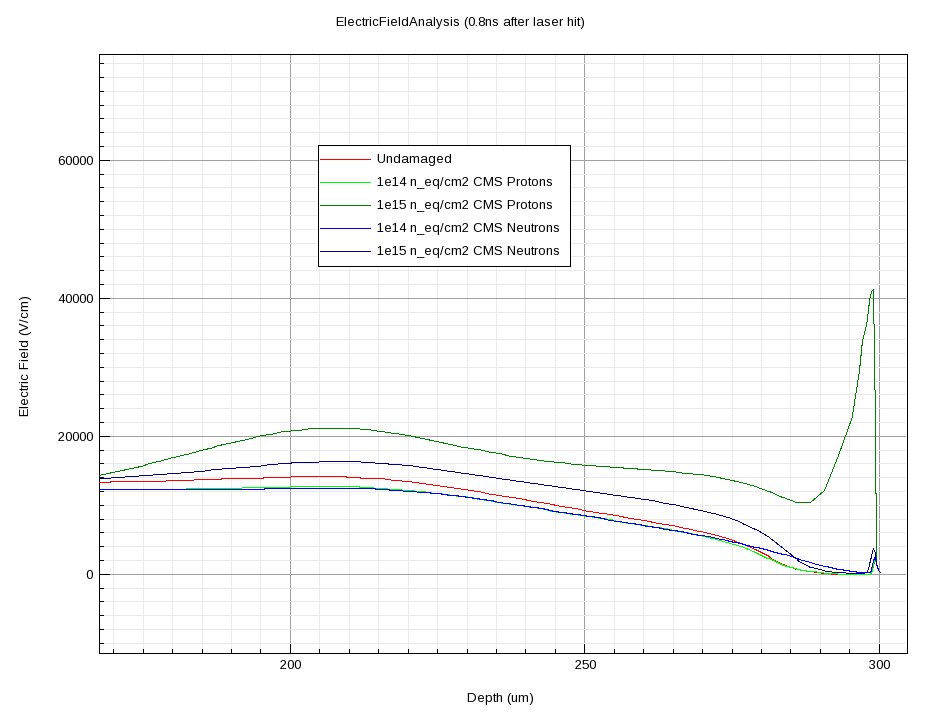 ElectricFieldAnalysis (0.8ns after laser hit)
60000
40000
20000
0
Electric Field (V/cm)
Undamaged
1e14 n_eq/cm2 CMS Protons
1e15 n_eq/cm2 CMS Protons
1e14 n_eq/cm2 CMS Neutrons
1e15 n_eq/cm2 CMS Neutrons
200
250
300
Depth (um)